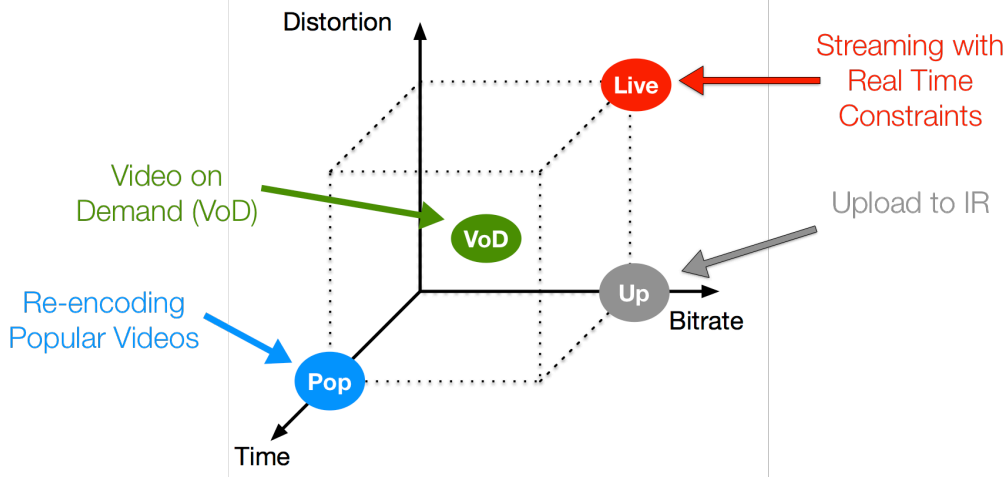 Distortion
Streaming with
Real Time
Constraints
Live
Video on
Demand (VoD)
VoD
Upload to IR
Up
Bitrate
Re-encoding
Popular Videos
Pop
Time